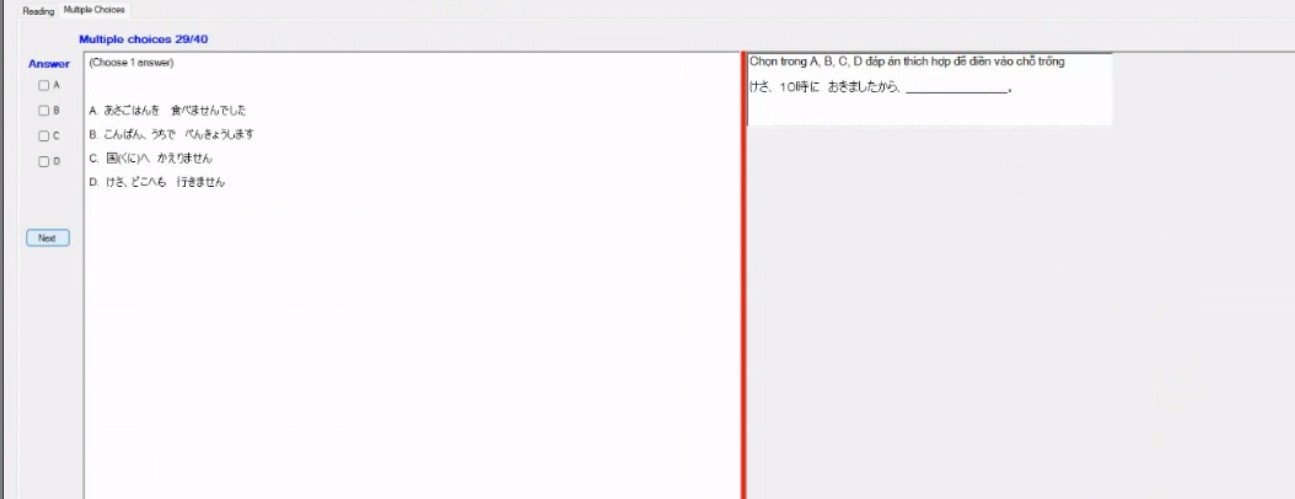 Reading Multiple Choices
Multiple choices 29/40
Answer
A
B
C
D
Next
(Choose 1 answer)
A. あさごはんを 食べませんでした
B. こんばん、うちで べんきょうします
C. 国(くに)へ かえりません
D. けさ、どこへも 行きません
Chọn trong A, B, C, D đáp án thích hợp để điền vào chỗ trống
けさ、10時に おきましたから、_______________。